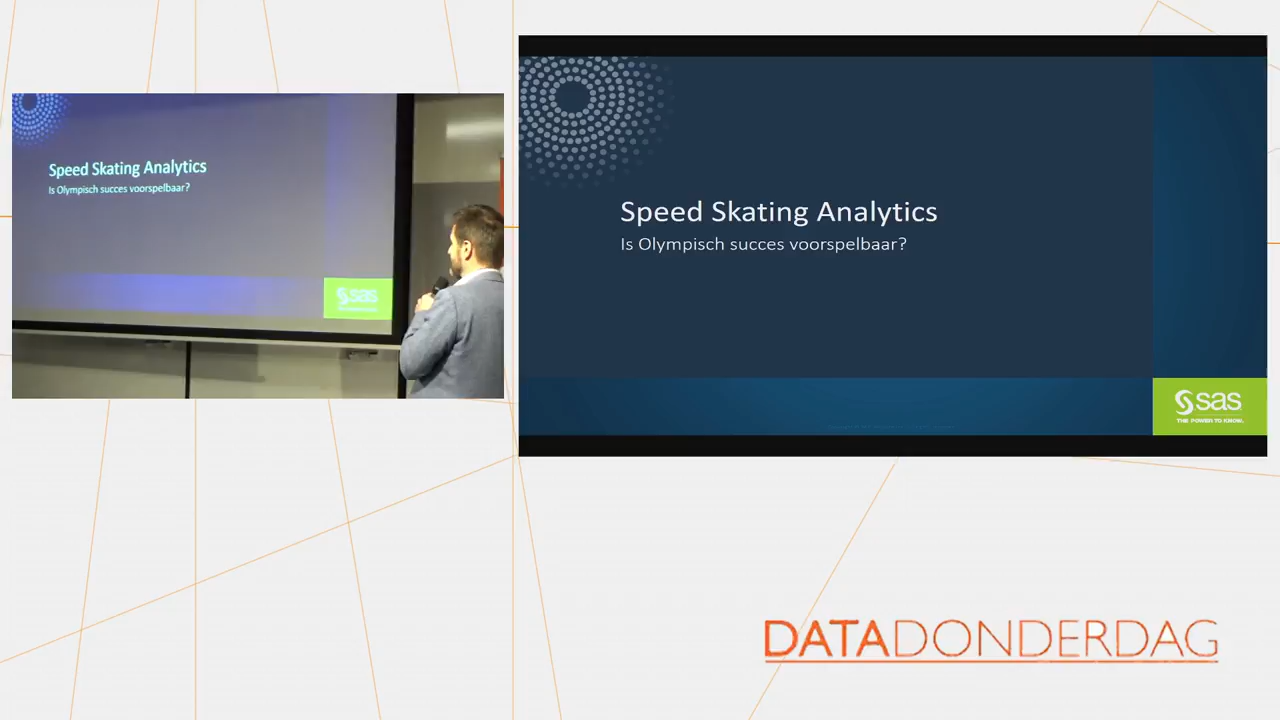 Speed Skating Analytics
Is Olympisch succes voorspelbaar?
sas
Speed Skating Analytics
Is Olympisch succes voorspelbaar?
sas
THE POWER TO KNOW.
DATADONDERDAG